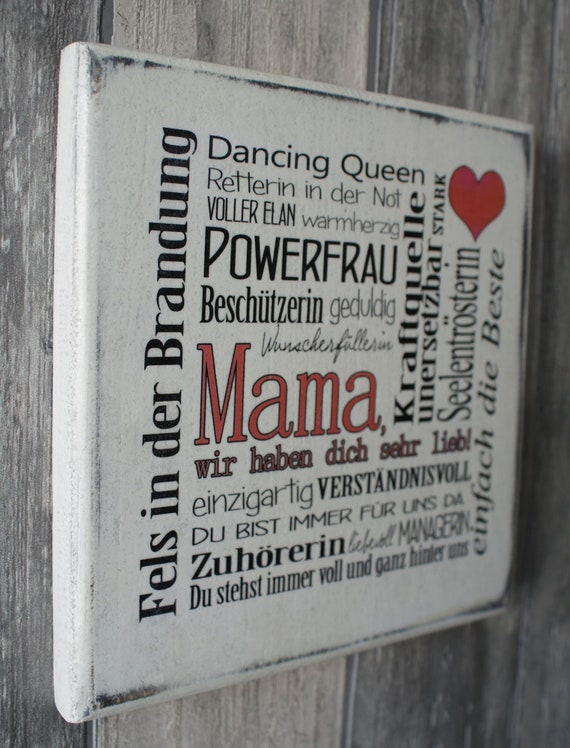 Fels in der Brandung
Dancing Queen
Retterin in der Not
VOLLER ELAN warmherzig
POWERFRAU
Beschützerin geduldig
Wunscherfüllerin
Kraftquelle
unersetzbar STARK
Seelentrösterin
einfach die Beste
Mama,
wir haben dich sehr lieb!
einzigartig VERSTÄNDNISVOLL
DU BIST IMMER FÜR UNS DA
Zuhörerin liebevoll MANAGERIN
Du stehst immer voll und ganz hinter uns